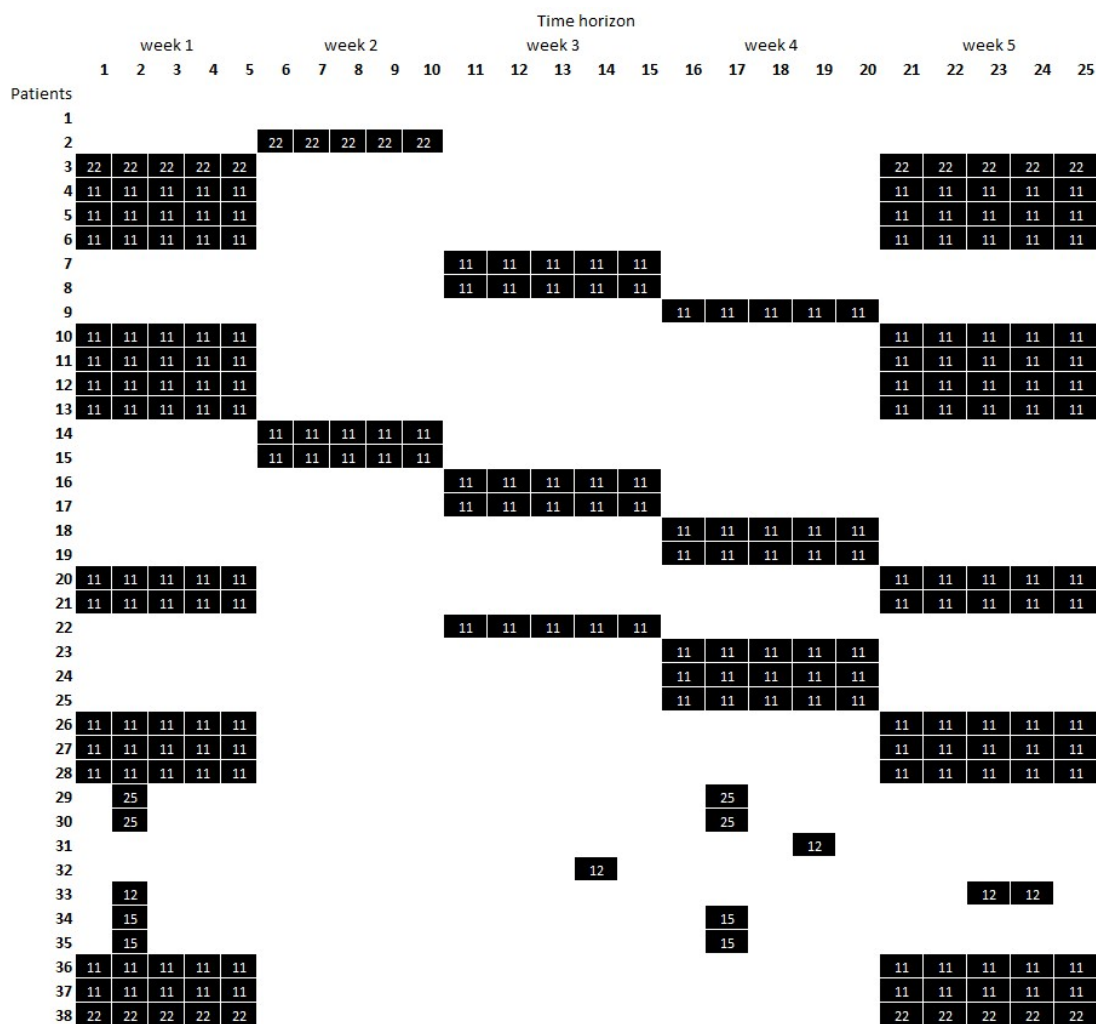 Time horizon
week 1 week 2 week 3 week 4 week 5
1 2 3 4 5 6 7 8 9 10 11 12 13 14 15 16 17 18 19 20 21 22 23 24 25
Patients
1
2 22 22 22 22 22
3 22 22 22 22 22 22 22 22 22 22
4 11 11 11 11 11 11 11 11 11 11
5 11 11 11 11 11 11 11 11 11 11
6 11 11 11 11 11 11 11 11 11 11
7 11 11 11 11 11
8 11 11 11 11 11
9 11 11 11 11 11
10 11 11 11 11 11 11 11 11 11 11
11 11 11 11 11 11 11 11 11 11 11
12 11 11 11 11 11 11 11 11 11 11
13 11 11 11 11 11 11 11 11 11 11
14 11 11 11 11 11
15 11 11 11 11 11
16 11 11 11 11 11
17 11 11 11 11 11
18 11 11 11 11 11
19 11 11 11 11 11
20 11 11 11 11 11 11 11 11 11 11
21 11 11 11 11 11 11 11 11 11 11
22 11 11 11 11 11
23 11 11 11 11 11
24 11 11 11 11 11
25 11 11 11 11 11
26 11 11 11 11 11 11 11 11 11 11
27 11 11 11 11 11 11 11 11 11 11
28 11 11 11 11 11 11 11 11 11 11
29 25 25
30 25 25
31 12
32 12
33 12 12 12
34 15 15
35 15 15
36 11 11 11 11 11 11 11 11 11 11
37 11 11 11 11 11 11 11 11 11 11
38 22 22 22 22 22 22 22 22 22 22